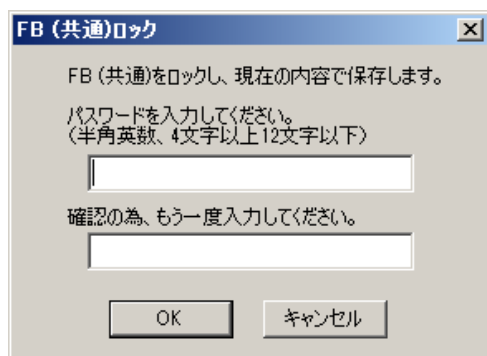 FB (共通)ロック
FB (共通)をロックし、現在の内容で保存します。
パスワードを入力してください。
(半角英数、4文字以上12文字以下)
確認の為、もう一度入力してください。
OK
キャンセル